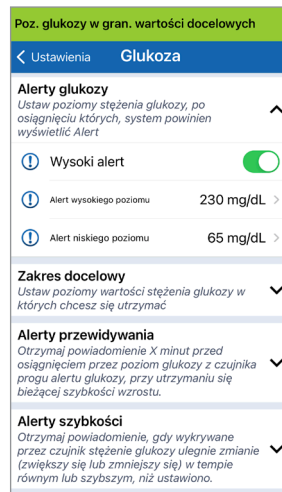 Poz. glukozy w gran. wartości docelowych
Ustawienia Glukoza
Alerty glukozy
Ustaw poziomy stężenia glukozy, po
osiągnięciu których, system powinien
wyświetlić Alert
Wysoki alert
Alert wysokiego poziomu 230 mg/dL
Alert niskiego poziomu 65 mg/dL
Zakres docelowy
Ustaw poziomy wartości stężenia glukozy w
których chcesz się utrzymać
Alerty przewidywania
Otrzymaj powiadomienie X minut przed
osiągnięciem przez poziom glukozy z czujnika
progu alertu glukozy, przy utrzymaniu się
bieżącej szybkości wzrostu.
Alerty szybkości
Otrzymaj powiadomienie, gdy wykrywane
przez czujnik stężenie glukozy ulegnie zmianie
(zwiększy się lub zmniejszy się) w tempie
równym lub szybszym, niż ustawiono.